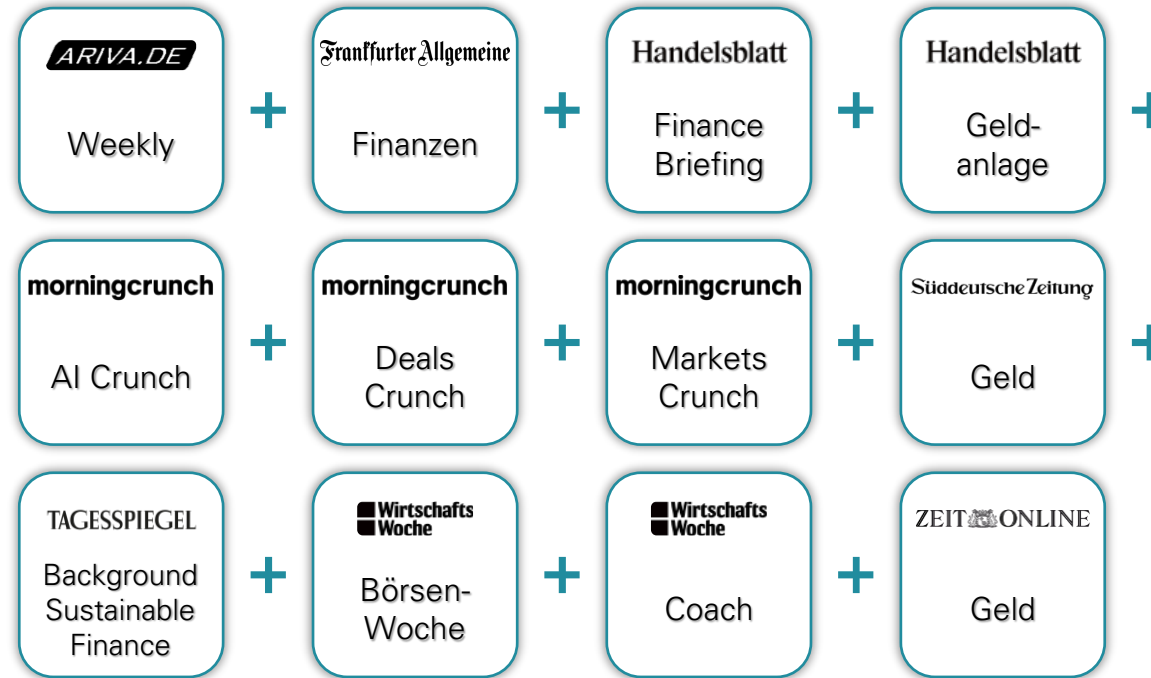 ARIVA.DE
Weekly
+
Frankfurter Allgemeine
Finanzen
+
Handelsblatt
Finance
Briefing
+
Handelsblatt
Geld-
anlage
+
morningcrunch
AI Crunch
+
morningcrunch
Deals
Crunch
+
morningcrunch
Markets
Crunch
+
Süddeutsche Zeitung
Geld
+
TAGESSPIEGEL
Background
Sustainable
Finance
+
Wirtschafts
Woche
Börsen-
Woche
+
Wirtschafts
Woche
Coach
+
ZEIT ONLINE
Geld